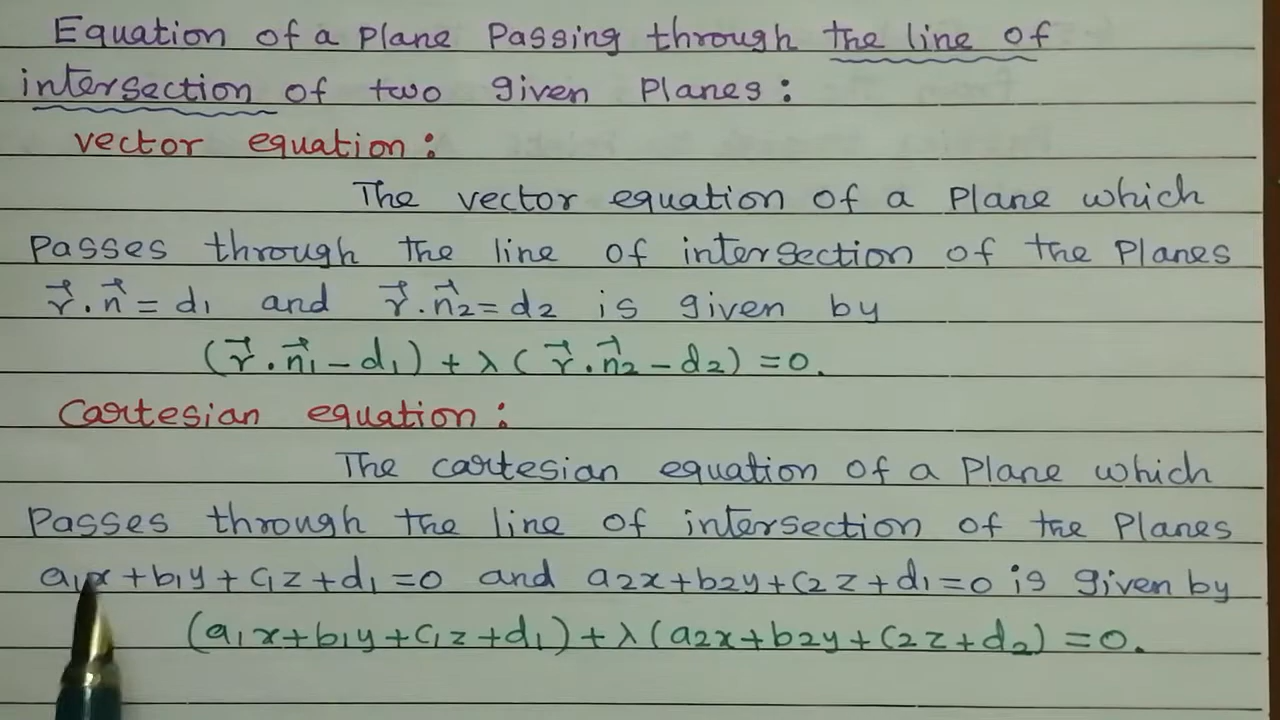 Equation of a plane Passing through the line of
intersection of two given Planes:
vector equation:
The vector equation of a Plane which
Passes through the line of intersection of the Planes
r⃗.n⃗ = d₁ and r⃗.n⃗₂ = d₂ is given by
(r⃗.n⃗₁ - d₁) + λ(r⃗.n⃗₂ - d₂) = 0.
Cartesian equation:
The cartesian equation of a Plane which
Passes through the line of intersection of the Planes
a₁x + b₁y + c₁z + d₁ = 0 and a₂x + b₂y + c₂z + d₁ = 0 is given by
(a₁x + b₁y + c₁z + d₁) + λ(a₂x + b₂y + c₂z + d₂) = 0.